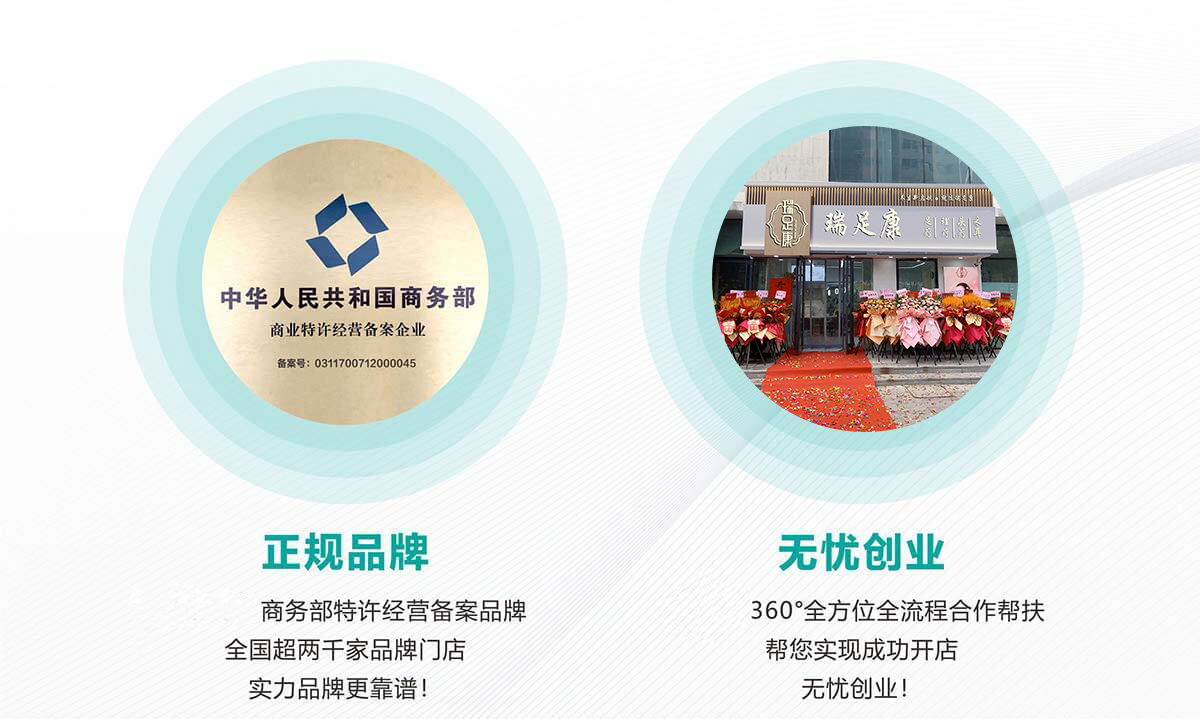 中华人民共和国商务部
商业特许经营备案企业
备案号：0311700712000045
瑞足康
瑞足康
正规品牌
商务部特许经营备案品牌
全国超两千家品牌门店
实力品牌更靠谱！
无忧创业
360°全方位全流程合作帮扶
帮您实现成功开店
无忧创业！